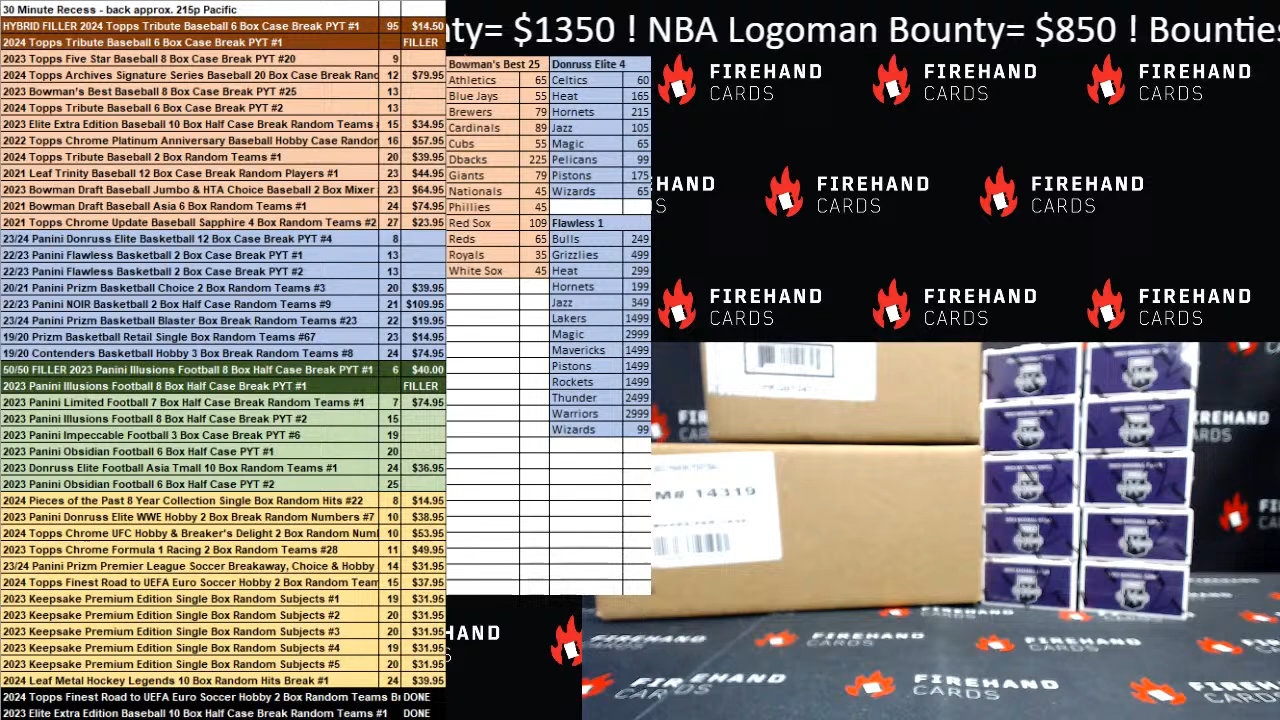 30 Minute Recess - back approx. 215p Pacific
HYBRID FILLER 2024 Topps Tribute Baseball 6 Box Case Break PYT #1 95 $14.50
2024 Topps Tribute Baseball 6 Box Case Break PYT #1 FILLER
2023 Topps Five Star Baseball 8 Box Case Break PYT #20 9
2024 Topps Archives Signature Series Baseball 20 Box Case Break Ranc 12 $79.95
2023 Bowman's Best Baseball 8 Box Case Break PYT #25 13
2024 Topps Tribute Baseball 6 Box Case Break PYT #2 13
2023 Elite Extra Edition Baseball 10 Box Half Case Break Random Teams 15 $34.95
2022 Topps Chrome Platinum Anniversary Baseball Hobby Case Randor 16 $57.95
2024 Topps Tribute Baseball 2 Box Random Teams #1 20 $39.95
2021 Leaf Trinity Baseball 12 Box Case Break Random Players #1 23 $44.95
2023 Bowman Draft Baseball Jumbo & HTA Choice Baseball 2 Box Mixer 23 $64.95
2021 Bowman Draft Baseball Asia 6 Box Random Teams #1 24 $74.95
2021 Topps Chrome Update Baseball Sapphire 4 Box Random Teams #2 27 $23.95
23/24 Panini Donruss Elite Basketball 12 Box Case Break PYT #4 8
22/23 Panini Flawless Basketball 2 Box Case Break PYT #1 13
22/23 Panini Flawless Basketball 2 Box Case Break PYT #2 13
20/21 Panini Prizm Basketball Choice 2 Box Random Teams #3 20 $39.95
22/23 Panini NOIR Basketball 2 Box Half Case Random Teams #9 21 $109.95
23/24 Panini Prizm Basketball Blaster Box Break Random Teams #23 22 $19.95
19/20 Prizm Basketball Retail Single Box Random Teams #67 23 $14.95
19/20 Contenders Basketball Hobby 3 Box Break Random Teams #8 24 $74.95
50/50 FILLER 2023 Panini Illusions Football 8 Box Half Case Break PYT #1 6 $40.00
2023 Panini Illusions Football 8 Box Half Case Break PYT #1 FILLER
2023 Panini Limited Football 7 Box Half Case Break Random Teams #1 7 $74.95
2023 Panini Illusions Football 8 Box Half Case Break PYT #2 15
2023 Panini Impeccable Football 3 Box Case Break PYT #6 19
2023 Panini Obsidian Football 6 Box Case Break PYT #1 20
2023 Donruss Elite Football Asia Tmall 10 Box Random Teams #1 24 $36.95
2023 Panini Obsidian Football 6 Box Half Case Break PYT #2 25
2024 Pieces of the Past 8 Year Collection Single Box Random Hits #22 8 $14.95
2023 Panini Donruss Elite WWE Hobby 2 Box Break Random Numbers #7 10 $38.95
2024 Topps Chrome UFC Hobby & Breaker's Delight 2 Box Random Numl 10 $53.95
2023 Topps Chrome Formula 1 Racing 2 Box Random Teams #28 11 $49.95
23/24 Panini Prizm Premier League Soccer Breakaway, Choice & Hobby 14 $31.95
2024 Topps Finest Road to UEFA Euro Soccer Hobby 2 Box Random Team 15 $37.95
2023 Keepsake Premium Edition Single Box Random Subjects #1 19 $31.95
2023 Keepsake Premium Edition Single Box Random Subjects #2 20 $31.95
2023 Keepsake Premium Edition Single Box Random Subjects #3 20 $31.95
2023 Keepsake Premium Edition Single Box Random Subjects #4 19 $31.95
2023 Keepsake Premium Edition Single Box Random Subjects #5 20 $31.95
2024 Leaf Metal Hockey Legends 10 Box Random Hits Break #1 24 $39.95
2024 Topps Finest Road to UEFA Euro Soccer Hobby 2 Box Random Teams B DONE
2023 Elite Extra Edition Baseball 10 Box Half Case Break Random Teams #1 DONE
nty= $1350 ! NBA Logoman Bounty= $850 ! Bounties
Bowman's Best 25
Athletics 65
Blue Jays 55
Brewers 79
Cardinals 89
Cubs 55
Dbacks 225
Giants 79
Nationals 45
Phillies 45
Red Sox 109
Reds 65
Royals 35
White Sox 45
Donruss Elite 4
Celtics 60
Heat 165
Hornets 215
Jazz 105
Magic 65
Pelicans 99
Pistons 175
Wizards 65
Flawless 1
Bulls 249
Grizzlies 499
Heat 299
Hornets 199
Jazz 349
Lakers 1499
Magic 2999
Mavericks 1499
Pistons 1499
Rockets 1499
Thunder 2499
Warriors 2999
Wizards 99
FIREHAND CARDS
FIREHAND CARDS
FIREHAND CARDS
HAND
FIREHAND CARDS
FIREHAND CARDS
FIREHAND CARDS
FIREHAND CARDS
FIREHAND CARDS
M# 14319
HAND
FIREHAND CARDS
FIREHAND CARDS
FIREHAND CARDS
FIREHAND CARDS